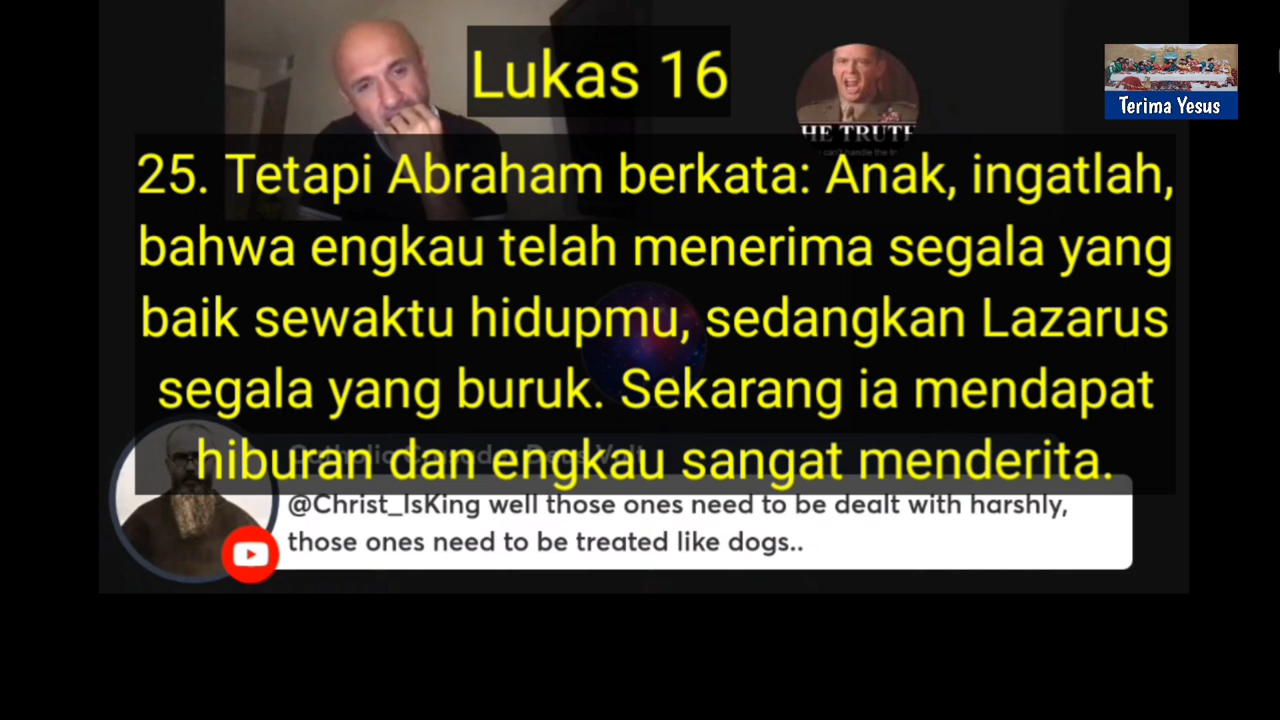 Lukas 16
Terima Yesus
HE TRUTH
25. Tetapi Abraham berkata: Anak, ingatlah,
bahwa engkau telah menerima segala yang
baik sewaktu hidupmu, sedangkan Lazarus
segala yang buruk. Sekarang ia mendapat
hiburan dan engkau sangat menderita.
@Christ_IsKing well those ones need to be dealt with harshly,
those ones need to be treated like dogs..